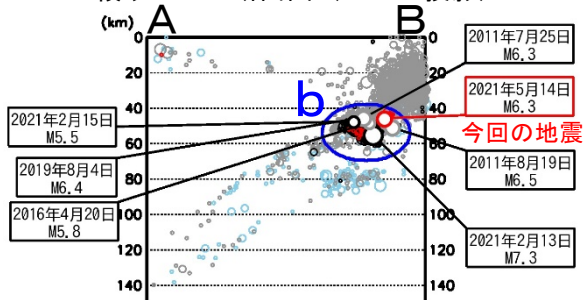 (km)
A
B
0
20
40
60
80
100
120
140
0
20
40
60
80
100
120
140
b
2011年7月25日
M6.3
2021年5月14日
M6.3
今回の地震
2011年8月19日
M6.5
2021年2月13日
M7.3
2021年2月15日
M5.5
2019年8月4日
M6.4
2016年4月20日
M5.8